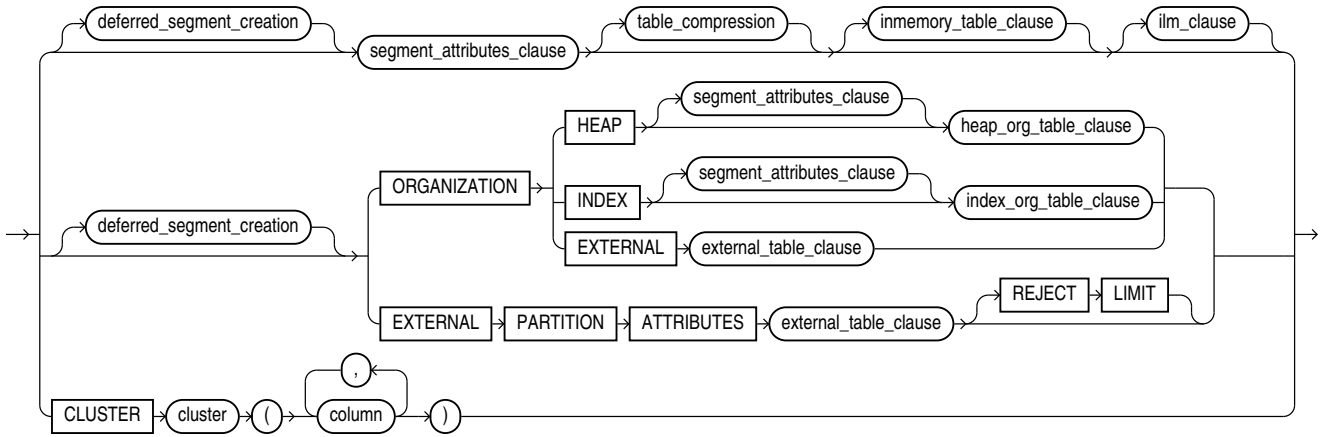 deferred_segment_creation
segment_attributes_clause
table_compression
inmemory_table_clause
ilm_clause
deferred_segment_creation
ORGANIZATION
HEAP
segment_attributes_clause
heap_org_table_clause
INDEX
segment_attributes_clause
index_org_table_clause
EXTERNAL
external_table_clause
EXTERNAL PARTITION ATTRIBUTES external_table_clause
REJECT LIMIT
CLUSTER cluster ( column , )